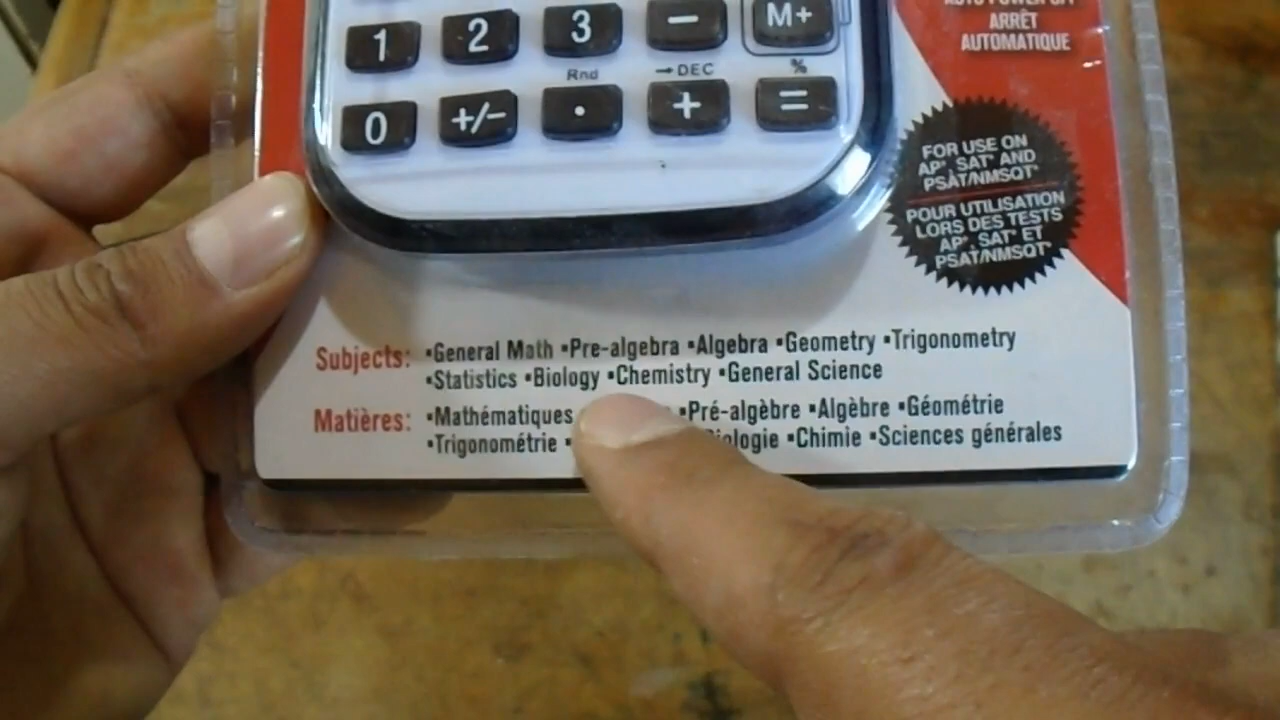 1 2 3 − M+
Rnd →DEC %
0 +/− · + =
ARRÊT
AUTOMATIQUE
FOR USE ON
AP*, SAT* AND
PSAT/NMSQT*
POUR UTILISATION
LORS DES TESTS
AP*, SAT* ET
PSAT/NMSQT*
Subjects: •General Math •Pre-algebra •Algebra •Geometry •Trigonometry
•Statistics •Biology •Chemistry •General Science
Matières: •Mathématiques •Pré-algèbre •Algèbre •Géométrie
•Trigonométrie • Biologie •Chimie •Sciences générales